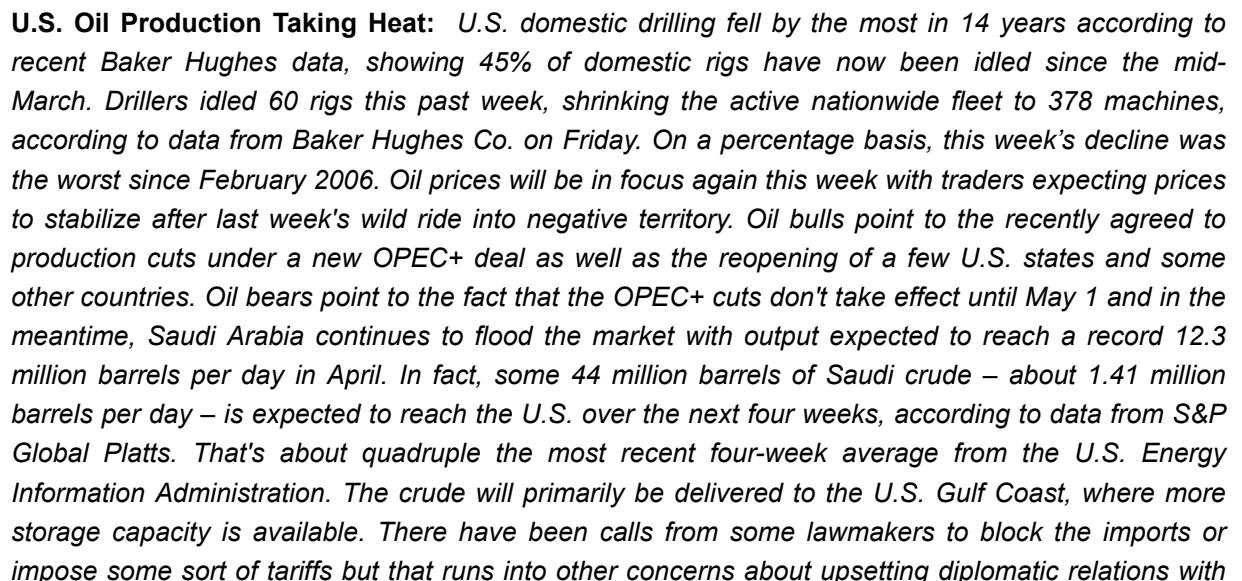 U.S. Oil Production Taking Heat: U.S. domestic drilling fell by the most in 14 years according to
recent Baker Hughes data, showing 45% of domestic rigs have now been idled since the mid-
March. Drillers idled 60 rigs this past week, shrinking the active nationwide fleet to 378 machines,
according to data from Baker Hughes Co. on Friday. On a percentage basis, this week’s decline was
the worst since February 2006. Oil prices will be in focus again this week with traders expecting prices
to stabilize after last week's wild ride into negative territory. Oil bulls point to the recently agreed to
production cuts under a new OPEC+ deal as well as the reopening of a few U.S. states and some
other countries. Oil bears point to the fact that the OPEC+ cuts don't take effect until May 1 and in the
meantime, Saudi Arabia continues to flood the market with output expected to reach a record 12.3
million barrels per day in April. In fact, some 44 million barrels of Saudi crude – about 1.41 million
barrels per day – is expected to reach the U.S. over the next four weeks, according to data from S&P
Global Platts. That's about quadruple the most recent four-week average from the U.S. Energy
Information Administration. The crude will primarily be delivered to the U.S. Gulf Coast, where more
storage capacity is available. There have been calls from some lawmakers to block the imports or
impose some sort of tariffs but that runs into other concerns about upsetting diplomatic relations with